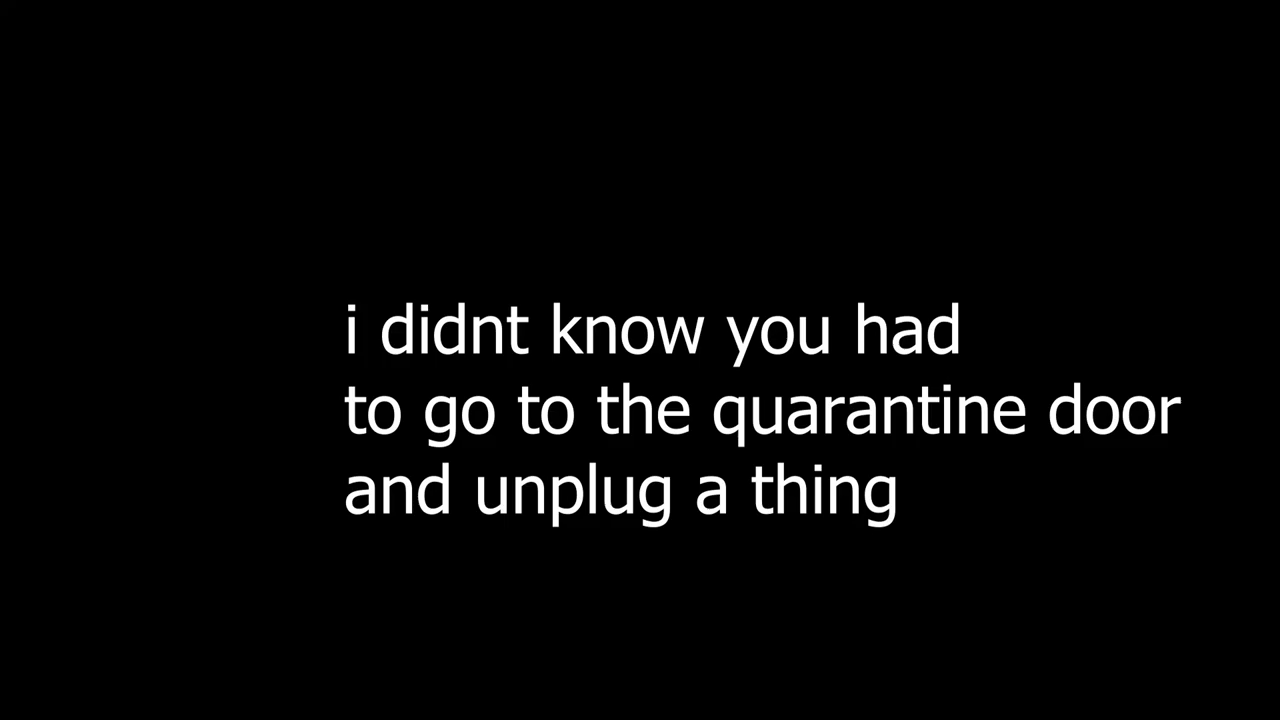 i didnt know you had
to go to the quarantine door
and unplug a thing